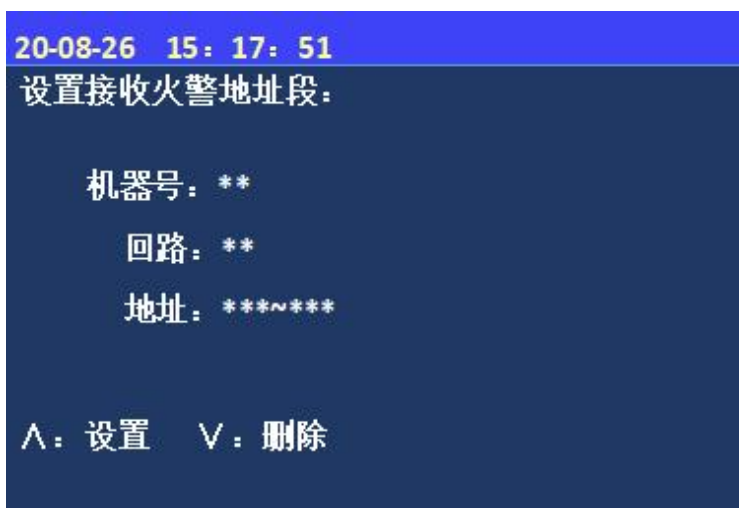 20-08-26 15：17：51
设置接收火警地址段：
机器号：**
回路：**
地址：***~***
∧：设置 ∨：删除